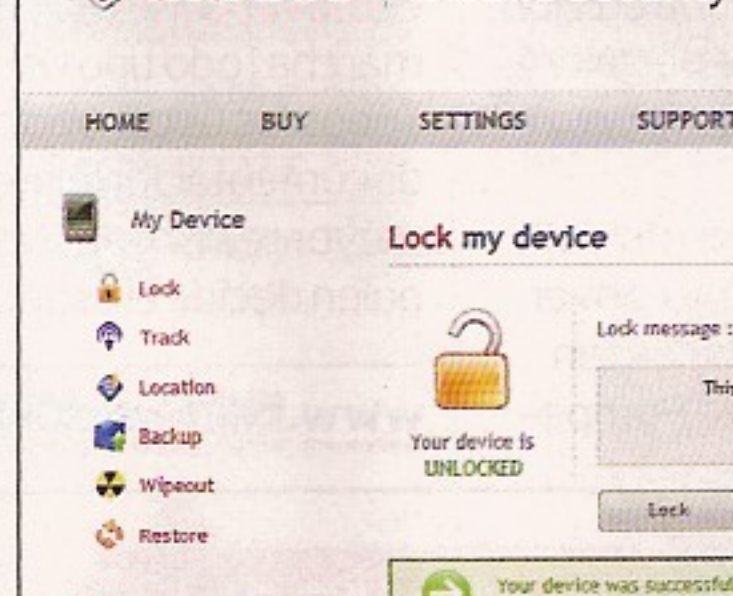 HOME BUY SETTINGS SUPPORT
My Device
Lock
Track
Location
Backup
Wipeout
Restore
Lock my device
Your device is
UNLOCKED
Lock message :
Lock
Your device was